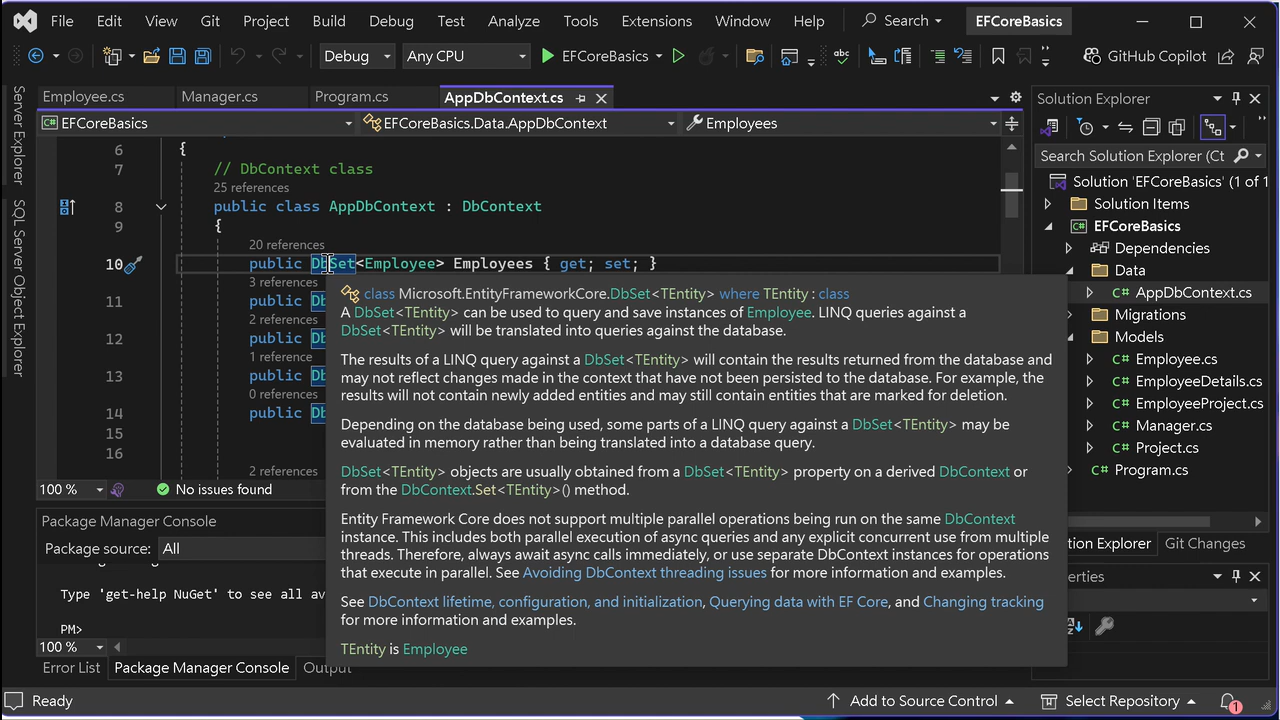 File Edit View Git Project Build Debug Test Analyze Tools Extensions Window Help Search EFCoreBasics
Debug Any CPU EFCoreBasics abc GitHub Copilot
Employee.cs Manager.cs Program.cs AppDbContext.cs
EFCoreBasics EFCoreBasics.Data.AppDbContext Employees
Server Explorer
SQL Server Object Explorer
6 {
7 // DbContext class
25 references
8 public class AppDbContext : DbContext
9 {
20 references
10 public DbSet<Employee> Employees { get; set; }
3 references
11 public Db
2 references
12 public Db
1 reference
13 public Db
0 references
14 public Db
15
16
2 references
class Microsoft.EntityFrameworkCore.DbSet<TEntity> where TEntity : class
A DbSet<TEntity> can be used to query and save instances of Employee. LINQ queries against a
DbSet<TEntity> will be translated into queries against the database.
The results of a LINQ query against a DbSet<TEntity> will contain the results returned from the database and
may not reflect changes made in the context that have not been persisted to the database. For example, the
results will not contain newly added entities and may still contain entities that are marked for deletion.
Depending on the database being used, some parts of a LINQ query against a DbSet<TEntity> may be
evaluated in memory rather than being translated into a database query.
DbSet<TEntity> objects are usually obtained from a DbSet<TEntity> property on a derived DbContext or
from the DbContext.Set<TEntity>() method.
Entity Framework Core does not support multiple parallel operations being run on the same DbContext
instance. This includes both parallel execution of async queries and any explicit concurrent use from multiple
threads. Therefore, always await async calls immediately, or use separate DbContext instances for operations
that execute in parallel. See Avoiding DbContext threading issues for more information and examples.
See DbContext lifetime, configuration, and initialization, Querying data with EF Core, and Changing tracking
for more information and examples.
TEntity is Employee
100 % No issues found
Package Manager Console
Package source: All
Type 'get-help NuGet' to see all av
PM>
100 %
Error List Package Manager Console Output
Solution Explorer
Search Solution Explorer (Ct
Solution 'EFCoreBasics' (1 of 1
Solution Items
EFCoreBasics
Dependencies
Data
C# AppDbContext.cs
Migrations
Models
C# Employee.cs
C# EmployeeDetails.cs
C# EmployeeProject.cs
C# Manager.cs
C# Project.cs
C# Program.cs
tion Explorer Git Changes
erties
Ready Add to Source Control Select Repository 1